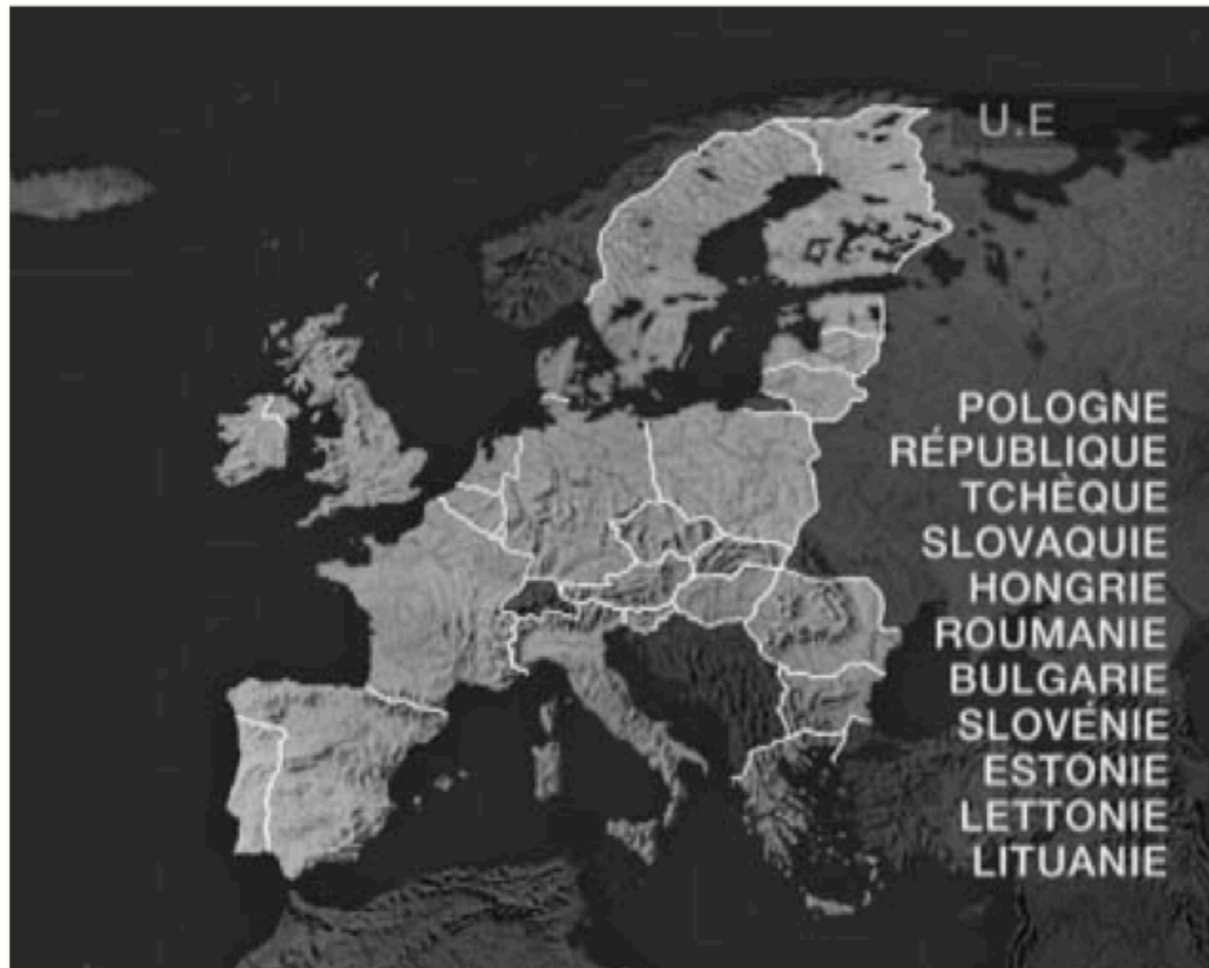 U.E
POLOGNE
RÉPUBLIQUE
TCHÈQUE
SLOVAQUIE
HONGRIE
ROUMANIE
BULGARIE
SLOVÉNIE
ESTONIE
LETTONIE
LITUANIE